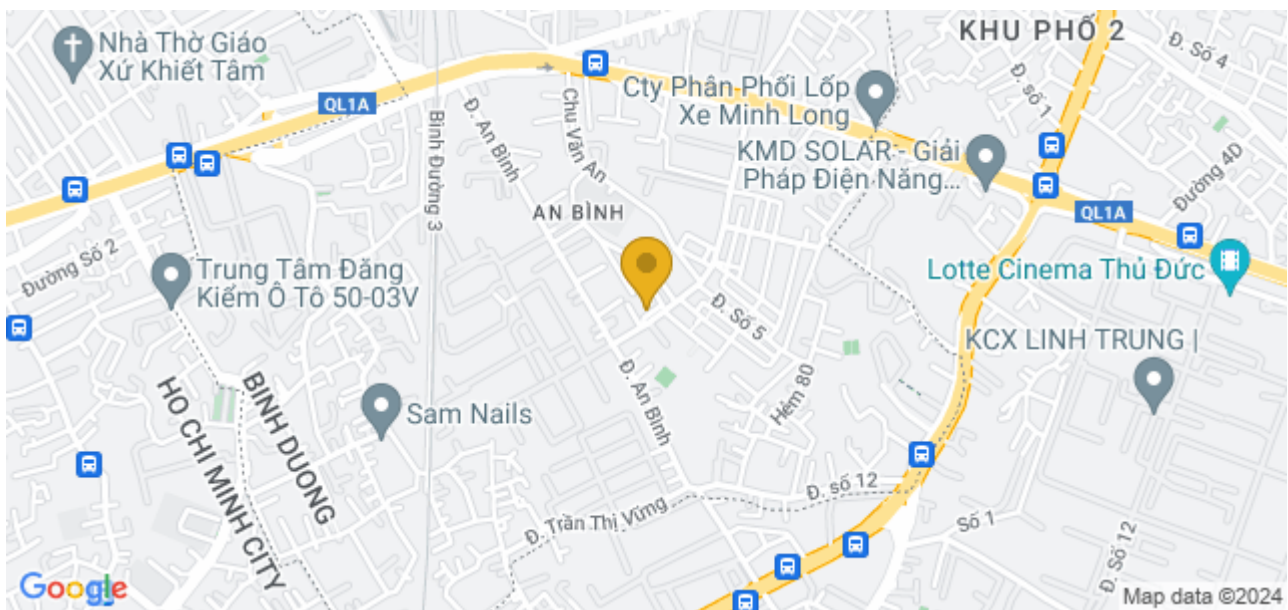 KHU PHỐ 2
Đ. Số 4
Nhà Thờ Giáo
Xứ Khiết Tâm
QL1A
Cty Phân Phối Lốp
Xe Minh Long
Đ. số 1
Chu Văn An
Đ. An Bình
Bình Đường 3
KMD SOLAR - Giải
Pháp Điện Năng...
Đường 4D
AN BÌNH
QL1A
Đường Số 2
Trung Tâm Đăng
Kiểm Ô Tô 50-03V
Lotte Cinema Thủ Đức
Đ. Số 5
KCX LINH TRUNG |
HO CHI MINH CITY
BINH DUONG
Sam Nails
Đ. An Bình
Hẻm 80
Đ. số 12
Đ. Trần Thị Vững
Số 1
Đ. Số 12
Google
Map data ©2024